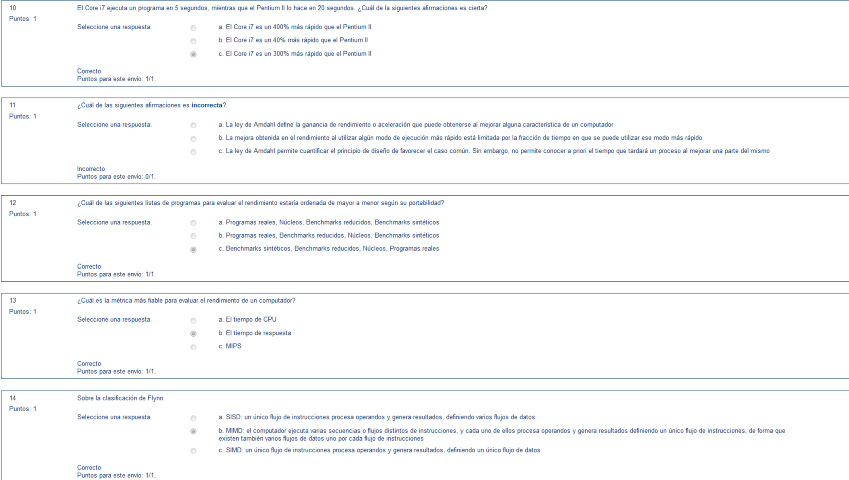 10
El Core i7 ejecuta un programa en 5 segundos, mientras que el Pentium II lo hace en 20 segundos. ¿Cuál de la siguientes afirmaciones es cierta?
Puntos: 1
Seleccione una respuesta.
a. El Core i7 es un 400% más rápido que el Pentium II
b. El Core i7 es un 40% más rápido que el Pentium II
c. El Core i7 es un 300% más rápido que el Pentium II
Correcto
Puntos para este envío: 1/1.
11
¿Cuál de las siguientes afirmaciones es incorrecta?
Puntos: 1
Seleccione una respuesta.
a. La ley de Amdahl define la ganancia de rendimiento o aceleración que puede obtenerse al mejorar alguna característica de un computador
b. La mejora obtenida en el rendimiento al utilizar algún modo de ejecución más rápido está limitada por la fracción de tiempo en que se puede utilizar ese modo más rápido
c. La ley de Amdahl permite cuantificar el principio de diseño de favorecer el caso común. Sin embargo, no permite conocer a priori el tiempo que tardará un proceso al mejorar una parte del mismo
Incorrecto
Puntos para este envío: 0/1.
12
¿Cuál de las siguientes listas de programas para evaluar el rendimiento estaría ordenada de mayor a menor según su portabilidad?
Puntos: 1
Seleccione una respuesta.
a. Programas reales, Núcleos, Benchmarks reducidos, Benchmarks sintéticos
b. Programas reales, Benchmarks reducidos, Núcleos, Benchmarks sintéticos
c. Benchmarks sintéticos, Benchmarks reducidos, Núcleos, Programas reales
Correcto
Puntos para este envío: 1/1.
13
¿Cuál es la métrica más fiable para evaluar el rendimiento de un computador?
Puntos: 1
Seleccione una respuesta.
a. El tiempo de CPU
b. El tiempo de respuesta
c. MIPS
Correcto
Puntos para este envío: 1/1.
14
Sobre la clasificación de Flynn
Puntos: 1
Seleccione una respuesta.
a. SISD: un único flujo de instrucciones procesa operandos y genera resultados, definiendo varios flujos de datos
b. MIMD: el computador ejecuta varias secuencias o flujos distintos de instrucciones, y cada uno de ellos procesa operandos y genera resultados definiendo un único flujo de instrucciones, de forma que
existen también varios flujos de datos uno por cada flujo de instrucciones
c. SIMD: un único flujo de instrucciones procesa operandos y genera resultados, definiendo un único flujo de datos
Correcto
Puntos para este envío: 1/1.